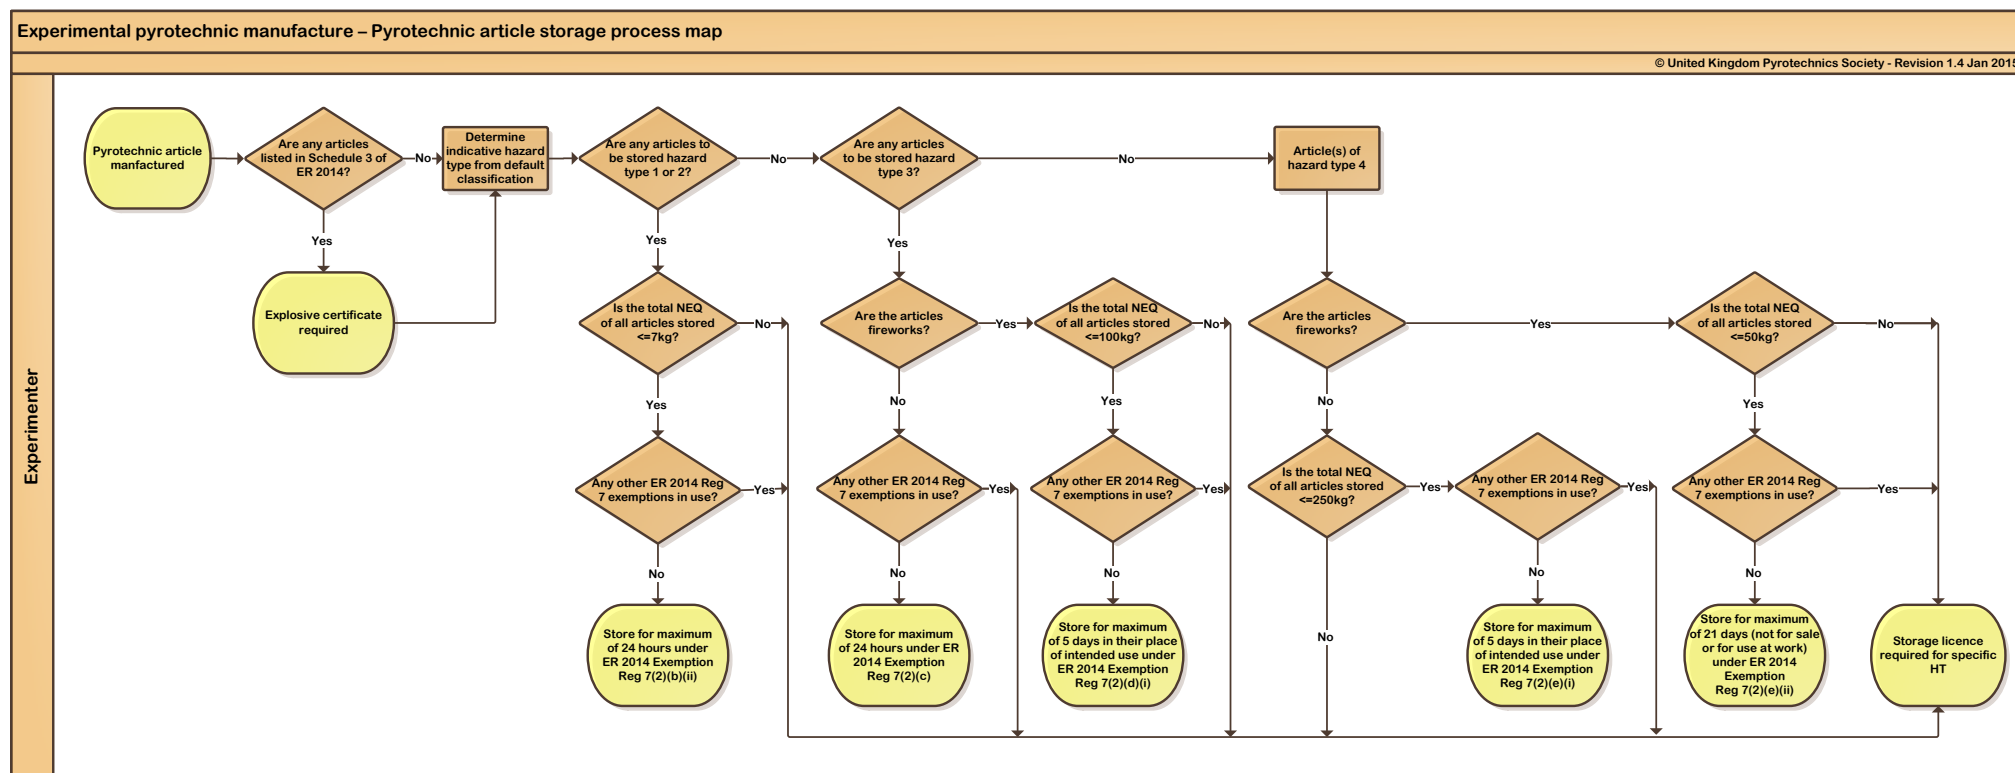 Experimental pyrotechnic manufacture – Pyrotechnic article storage process map
© United Kingdom Pyrotechnics Society - Revision 1.4 Jan 2015
Experimenter
Pyrotechnic article
manfactured
Are any articles
listed in Schedule 3 of
ER 2014?
No
Determine
indicative hazard
type from default
classification
Are any articles to
be stored hazard
type 1 or 2?
No
Are any articles
to be stored hazard
type 3?
No
Article(s) of
hazard type 4
Yes
Yes
Yes
Explosive certificate
required
Is the total NEQ
of all articles stored
<=7kg?
No
Are the articles
fireworks?
Yes
Is the total NEQ
of all articles stored
<=100kg?
No
Are the articles
fireworks?
Yes
Is the total NEQ
of all articles stored
<=50kg?
No
Yes
No
Yes
No
Yes
Any other ER 2014 Reg
7 exemptions in use?
Yes
Any other ER 2014 Reg
7 exemptions in use?
Yes
Any other ER 2014 Reg
7 exemptions in use?
Yes
Is the total NEQ
of all articles stored
<=250kg?
Yes
Any other ER 2014 Reg
7 exemptions in use?
Yes
Any other ER 2014 Reg
7 exemptions in use?
Yes
No
No
No
No
No
No
Store for maximum
of 24 hours under
ER 2014 Exemption
Reg 7(2)(b)(ii)
Store for maximum
of 24 hours under ER
2014 Exemption
Reg 7(2)(c)
Store for maximum
of 5 days in their place
of intended use under
ER 2014 Exemption
Reg 7(2)(d)(i)
Store for maximum
of 5 days in their place
of intended use under
ER 2014 Exemption
Reg 7(2)(e)(i)
Store for maximum
of 21 days (not for sale
or for use at work)
under ER 2014
Exemption
Reg 7(2)(e)(ii)
Storage licence
required for specific
HT